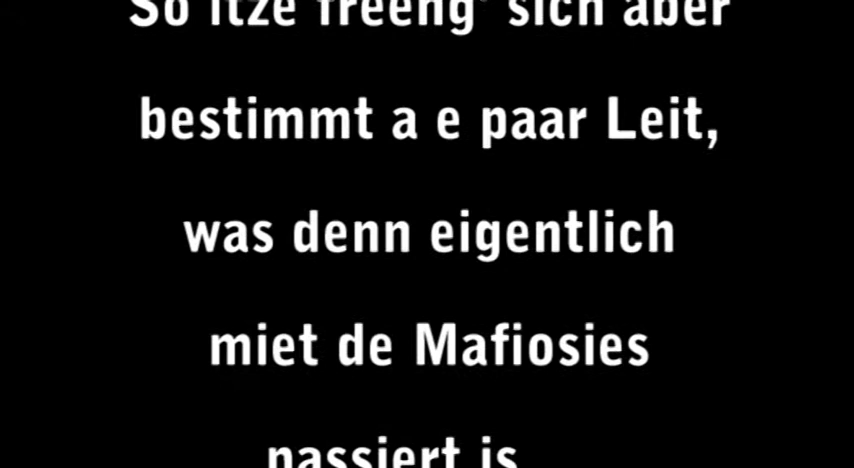 So itze freeng' sich aber
bestimmt a e paar Leit,
was denn eigentlich
miet de Mafiosies
passiert is